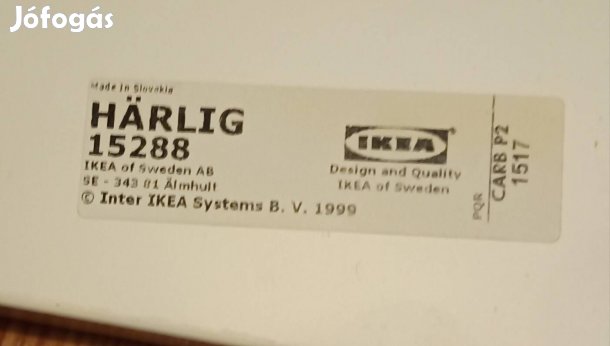 Jófogás
Made in Slovakia
HÄRLIG
15288
IKEA of Sweden AB
SE - 343 81 Älmhult
© Inter IKEA Systems B. V. 1999
IKEA
Design and Quality
IKEA of Sweden
PQR
CARB P2
1517